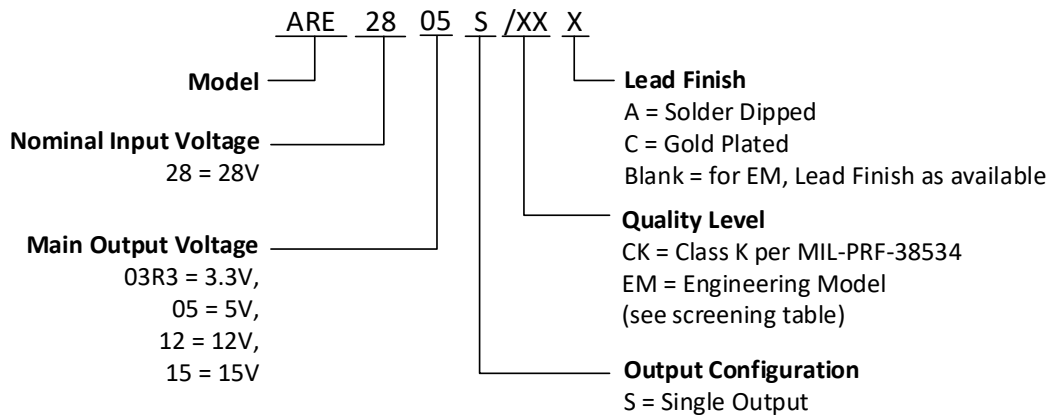 ARE 28 05 S /XX X
Model
Nominal Input Voltage
28 = 28V
Main Output Voltage
03R3 = 3.3V,
05 = 5V,
12 = 12V,
15 = 15V
Lead Finish
A = Solder Dipped
C = Gold Plated
Blank = for EM, Lead Finish as available
Quality Level
CK = Class K per MIL-PRF-38534
EM = Engineering Model
(see screening table)
Output Configuration
S = Single Output